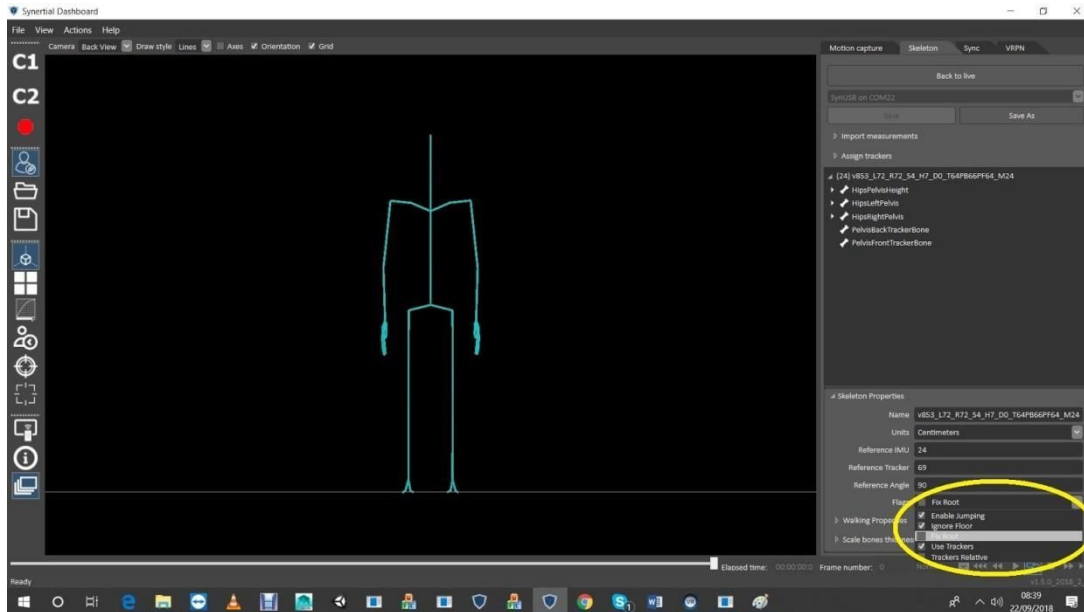 Synertial Dashboard
File View Actions Help
Camera Back View Draw style Lines Axes Orientation Grid
Motion capture Skeleton Sync VRPN
C1
C2
Back to live
SynUSB on COM22
Save Save As
Import measurements
Assign trackers
(24) v853_L72_R72_S4_H7_D0_T64PB66PF64_M24
HipsPelvisHeight
HipsLeftPelvis
HipsRightPelvis
PelvisBackTrackerBone
PelvisFrontTrackerBone
Skeleton Properties
Name v853_L72_R72_S4_H7_D0_T64PB66PF64_M24
Units Centimeters
Reference IMU 24
Reference Tracker 69
Reference Angle 90
Flags Fix Root
Enable Jumping
Walking Properties
Ignore Floor
Fix Root
Scale bones
Use Trackers
Trackers Relative
Elapsed time: 00:00:00:0 Frame number: 0
Ready
08:39
22/09/2018